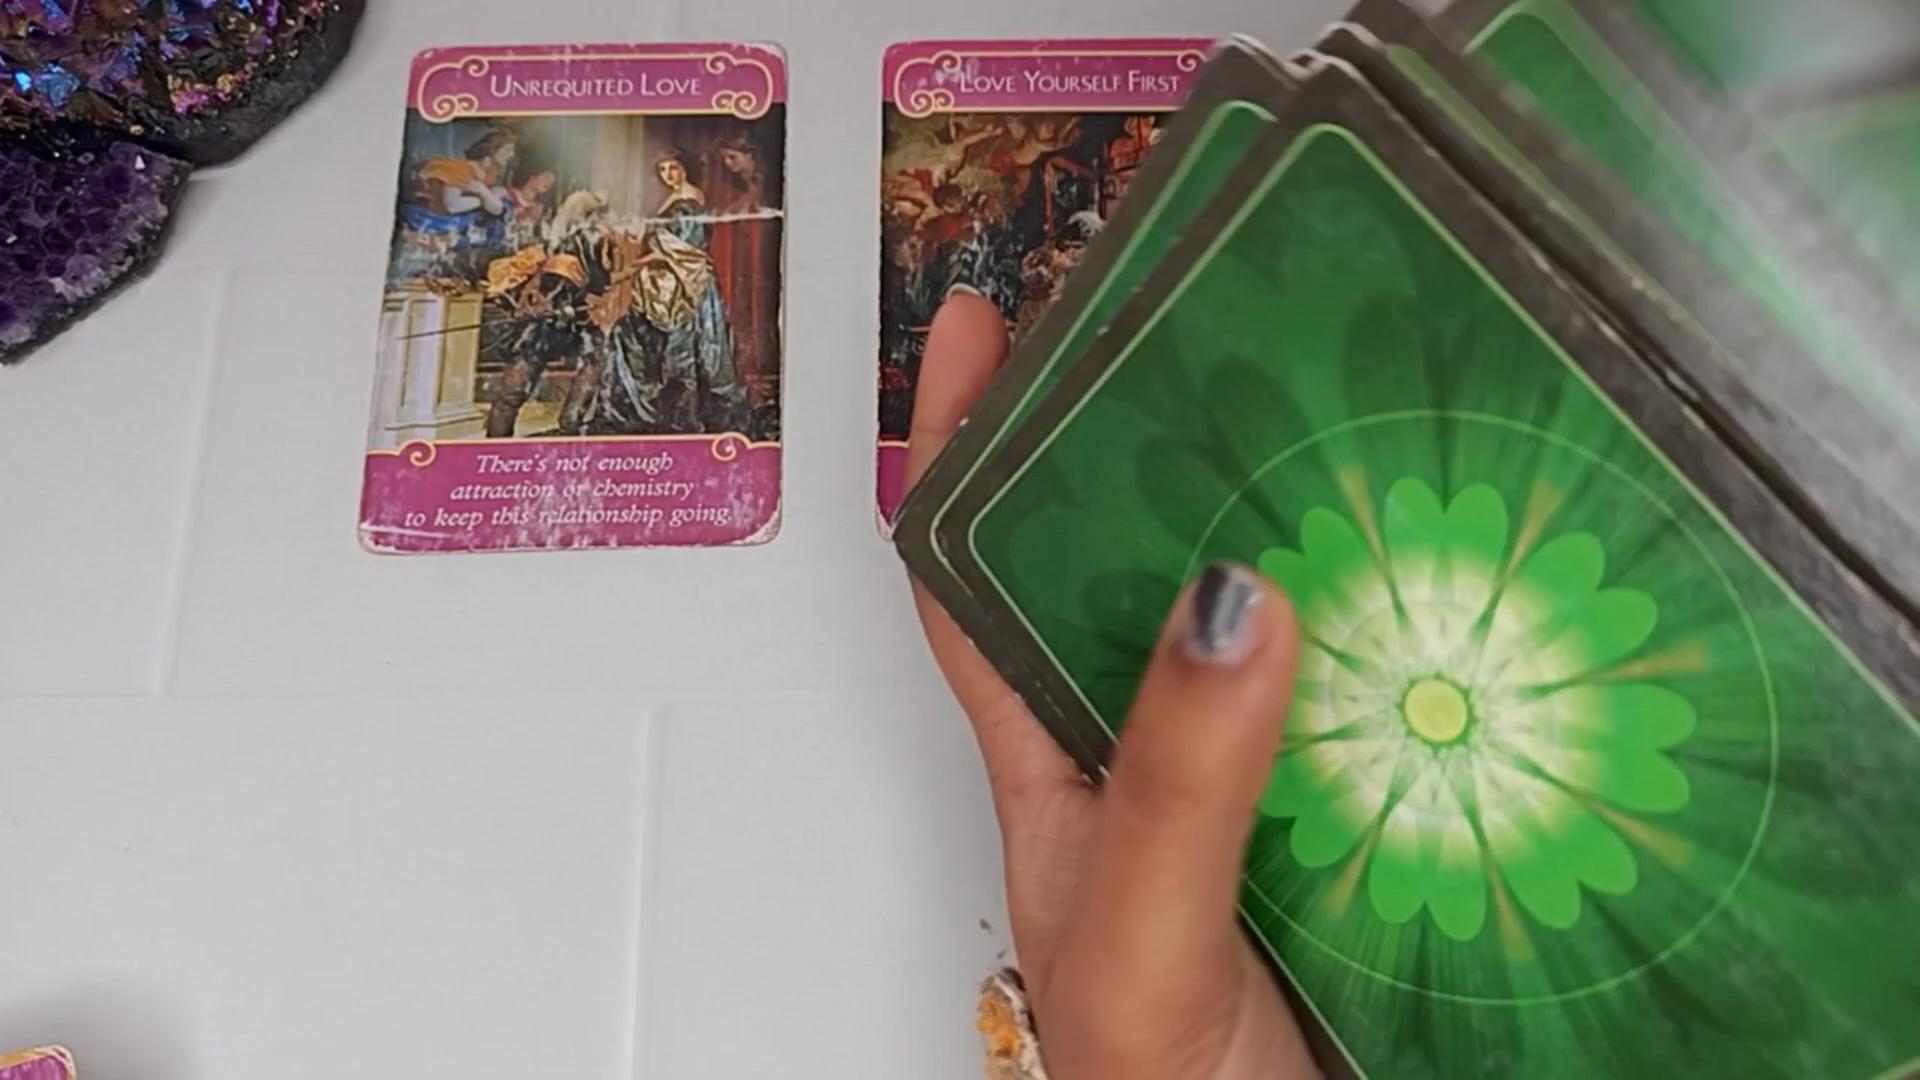 UNREQUITED LOVE
There's not enough
attraction or chemistry
to keep this relationship going.
LOVE YOURSELF FIRST